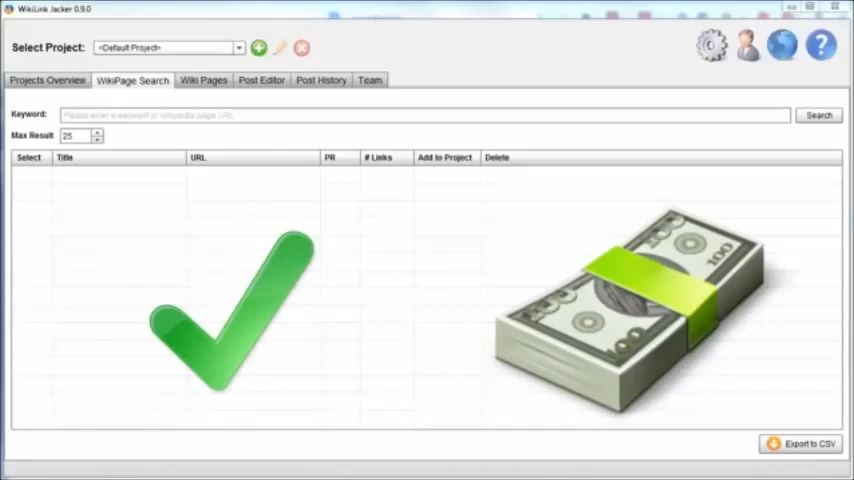 WikiLink Jacker 0.9.0
Select Project: <Default Project>
Projects Overview WikiPage Search Wiki Pages Post Editor Post History Team
Keyword: Please enter a keyword or wikipedia page URL Search
Max Result 25
Select Title URL PR # Links Add to Project Delete
100
100
100
100
Export to CSV